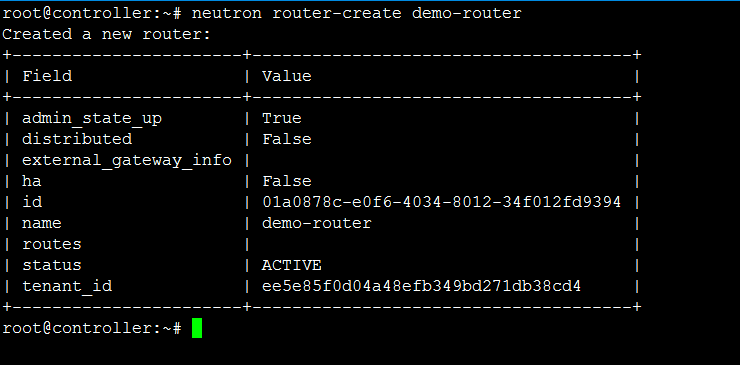 root@controller:~# neutron router-create demo-router
Created a new router:
+-----------------------+--------------------------------------+
| Field                 | Value                                |
+-----------------------+--------------------------------------+
| admin_state_up        | True                                 |
| distributed           | False                                |
| external_gateway_info |                                      |
| ha                    | False                                |
| id                    | 01a0878c-e0f6-4034-8012-34f012fd9394 |
| name                  | demo-router                          |
| routes                |                                      |
| status                | ACTIVE                               |
| tenant_id             | ee5e85f0d04a48efb349bd271db38cd4     |
+-----------------------+--------------------------------------+
root@controller:~#